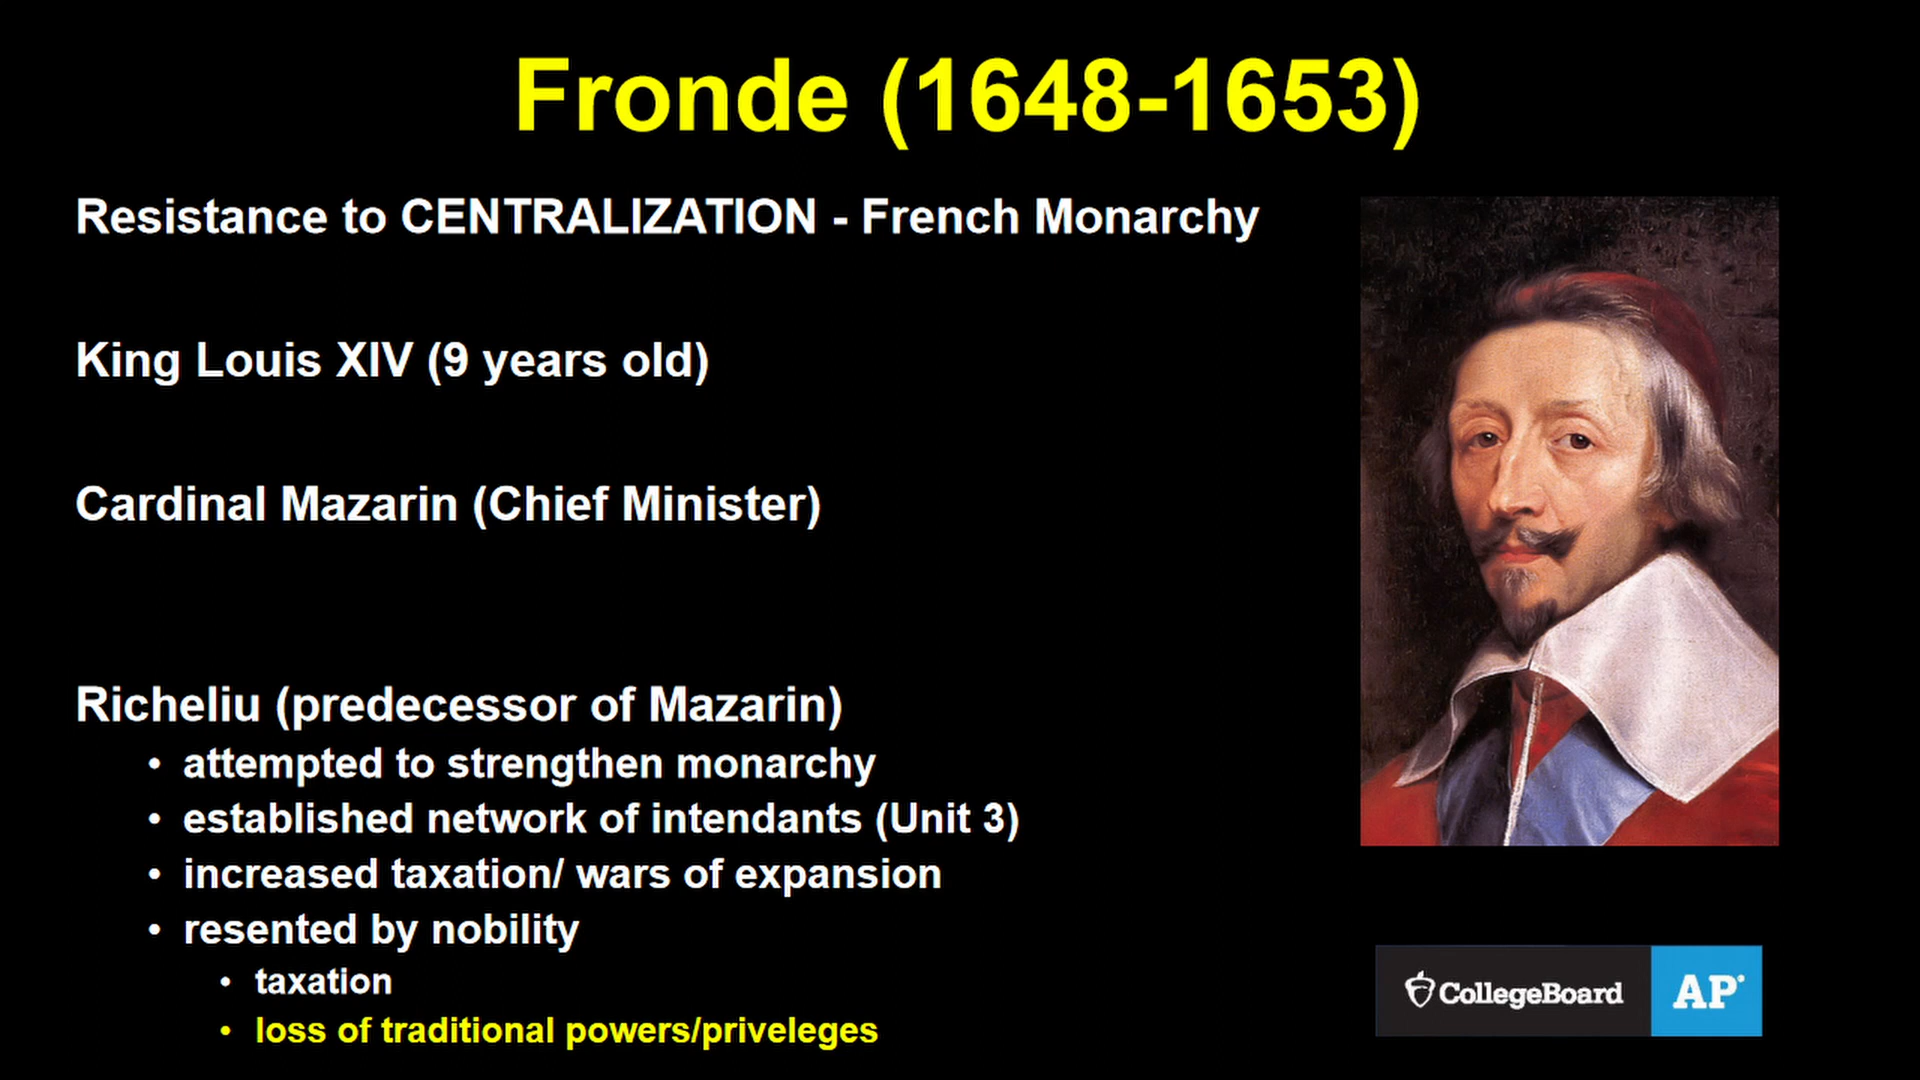 Fronde (1648-1653)
Resistance to CENTRALIZATION - French Monarchy
King Louis XIV (9 years old)
Cardinal Mazarin (Chief Minister)
Richeliu (predecessor of Mazarin)
• attempted to strengthen monarchy
• established network of intendants (Unit 3)
• increased taxation/ wars of expansion
• resented by nobility
• taxation
• loss of traditional powers/priveleges
CollegeBoard AP